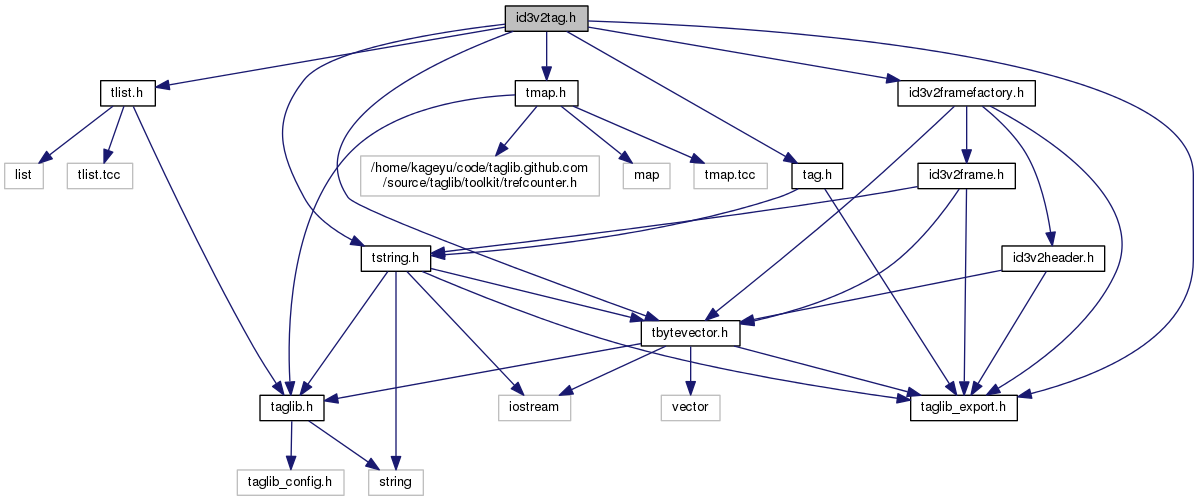 id3v2tag.h
tlist.h
tmap.h
id3v2framefactory.h
list
tlist.tcc
/home/kageyu/code/taglib.github.com
/source/taglib/toolkit/trefcounter.h
map
tmap.tcc
tag.h
id3v2frame.h
tstring.h
id3v2header.h
tbytevector.h
taglib.h
iostream
vector
taglib_export.h
taglib_config.h
string